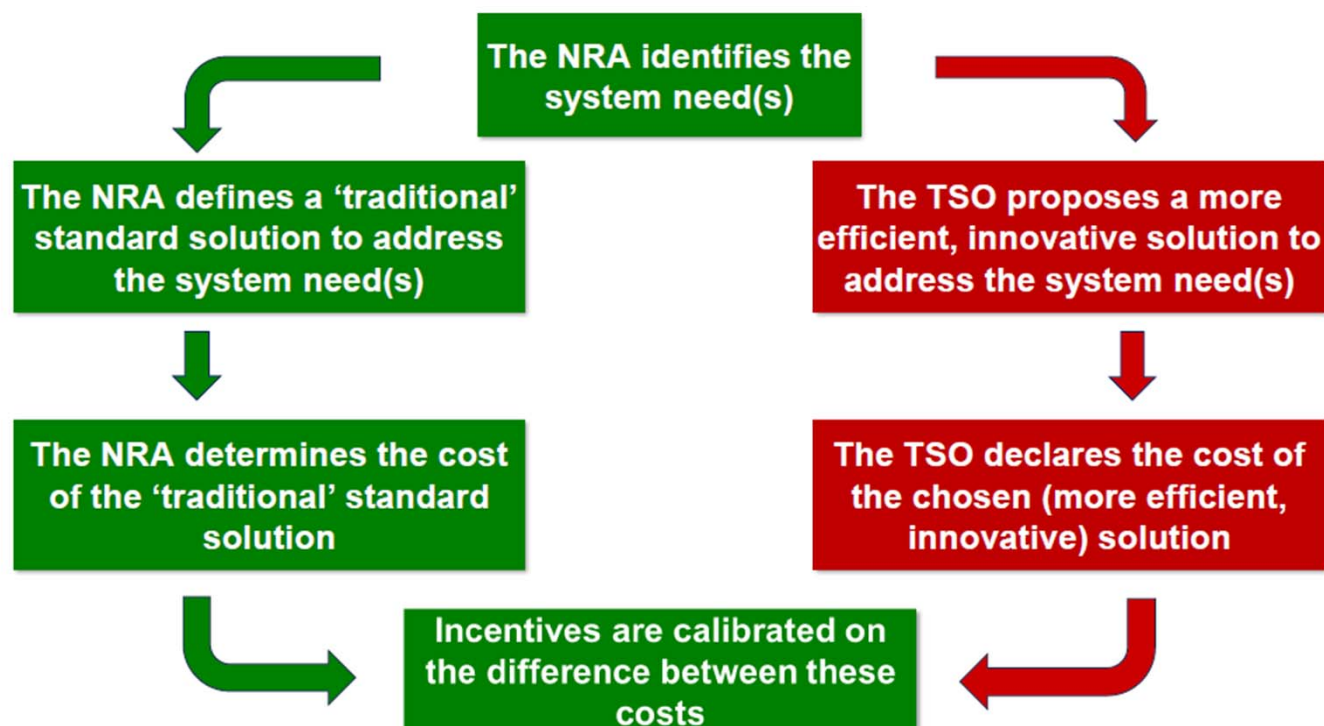 The NRA identifies the
system need(s)
The NRA defines a ‘traditional’
standard solution to address
the system need(s)
The TSO proposes a more
efficient, innovative solution to
address the system need(s)
The NRA determines the cost
of the ‘traditional’ standard
solution
The TSO declares the cost of
the chosen (more efficient,
innovative) solution
Incentives are calibrated on
the difference between these
costs